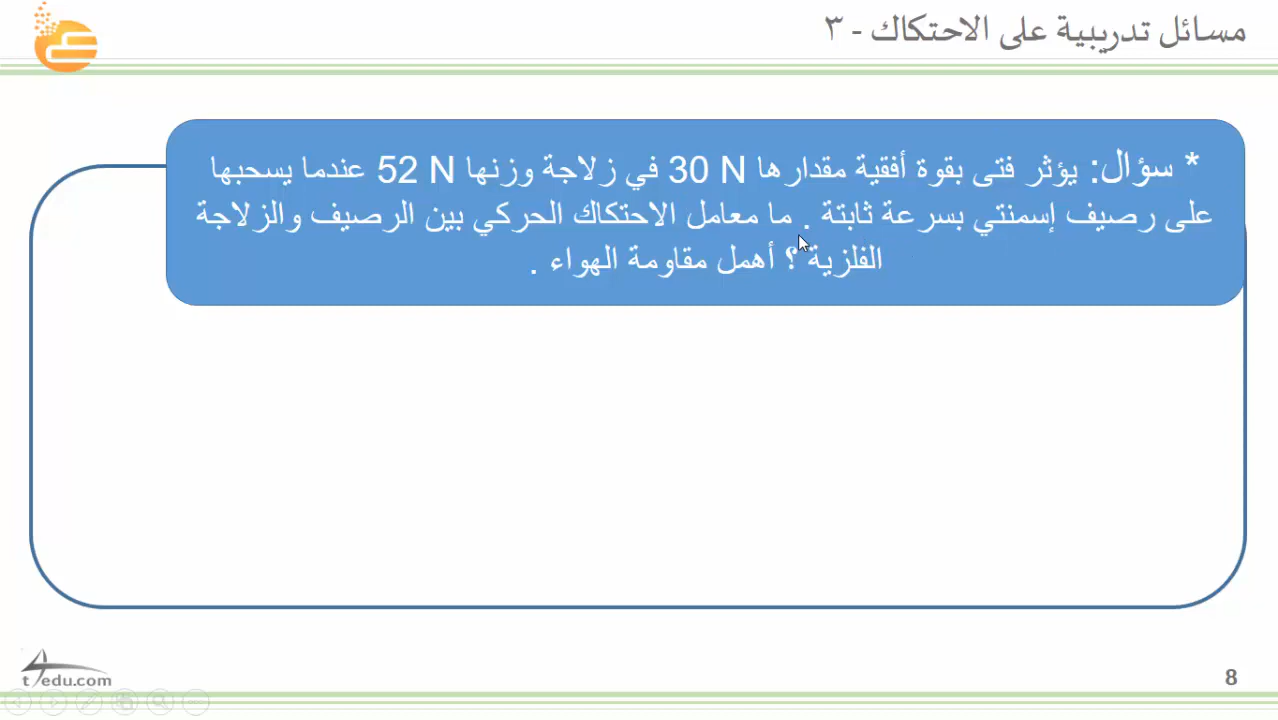 مسائل تدريبية على الاحتكاك - ٣
* سؤال: يؤثر فتى بقوة أفقية مقدارها 30 N في زلاجة وزنها 52 N عندما يسحبها
على رصيف إسمنتي بسرعة ثابتة . ما معامل الاحتكاك الحركي بين الرصيف والزلاجة
الفلزية ؟ أهمل مقاومة الهواء .
t4edu.com
8